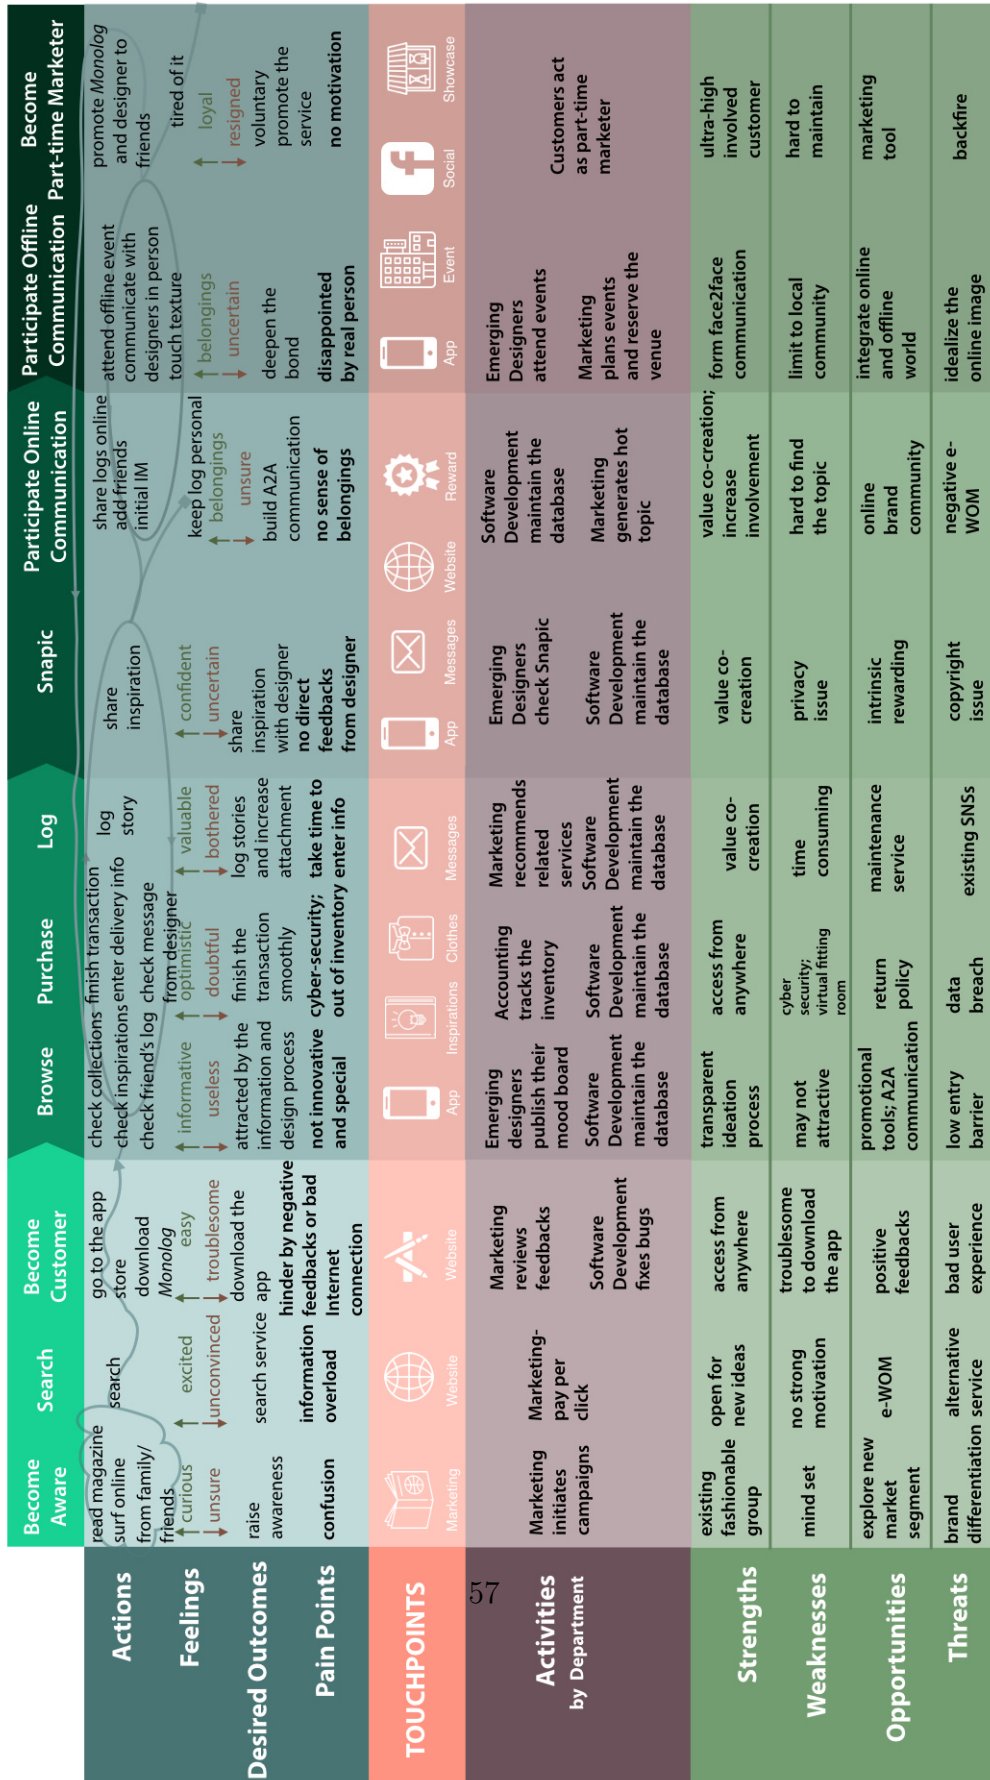 Become
Aware
Search
Become
Customer
Browse
Purchase
Log
Snapic
Participate Online
Communication
Participate Offline
Communication
Become
Part-time Marketer
Actions
read magazine
surf online
from family/
friends
search
go to the app
store
download
Monolog
check collections
check inspirations
check friend's log
finish transaction
enter delivery info
check message
from designer
log
story
share
inspiration
share logs online
add friends
initial IM
keep log personal
attend offline event
communicate with
designers in person
touch texture
promote Monolog
and designer to
friends
tired of it
Feelings
curious
unsure
excited
unconvinced
easy
troublesome
informative
useless
optimistic
doubtful
valuable
bothered
confident
uncertain
belongings
unsure
belongings
uncertain
loyal
resigned
Desired Outcomes
raise
awareness
search service
download the
app
attracted by the
information and
design process
finish the
transaction
smoothly
log stories
and increase
attachment
share
inspiration
with designer
build A2A
communication
deepen the
bond
voluntary
promote the
service
Pain Points
confusion
information
overload
hinder by negative
feedbacks or bad
Internet
connection
not innovative
and special
cyber-security;
out of inventory
take time to
enter info
no direct
feedbacks
from designer
no sense of
belongings
disappointed
by real person
no motivation
TOUCHPOINTS
Marketing
Website
Website
App
Inspirations
Clothes
Messages
App
Messages
Website
Reward
App
Event
Social
Showcase
Activities
by Department
57
Marketing
initiates
campaigns
Marketing-
pay per
click
Marketing
reviews
feedbacks
Software
Development
fixes bugs
Emerging
designers
publish their
mood board
Software
Development
maintain the
database
Accounting
tracks the
inventory
Software
Development
maintain the
database
Marketing
recommends
related
services
Software
Development
maintain the
database
Emerging
Designers
check Snapic
Software
Development
maintain the
database
Software
Development
maintain the
database
Marketing
generates hot
topic
Emerging
Designers
attend events
Marketing
plans events
and reserve the
venue
Customers act
as part-time
marketer
Strengths
existing
fashionable
group
open for
new ideas
access from
anywhere
transparent
ideation
process
access from
anywhere
value co-
creation
value co-
creation
value co-creation;
increase
involvement
form face2face
communication
ultra-high
involved
customer
Weaknesses
mind set
no strong
motivation
troublesome
to download
the app
may not
attractive
cyber
security;
virtual fitting
room
time
consuming
privacy
issue
hard to find
the topic
limit to local
community
hard to
maintain
Opportunities
explore new
market
segment
e-WOM
positive
feedbacks
promotional
tools; A2A
communication
return
policy
maintenance
service
intrinsic
rewarding
online
brand
community
integrate online
and offline
world
marketing
tool
Threats
brand
differentiation
alternative
service
bad user
experience
low entry
barrier
data
breach
existing SNSs
copyright
issue
negative e-
WOM
idealize the
online image
backfire